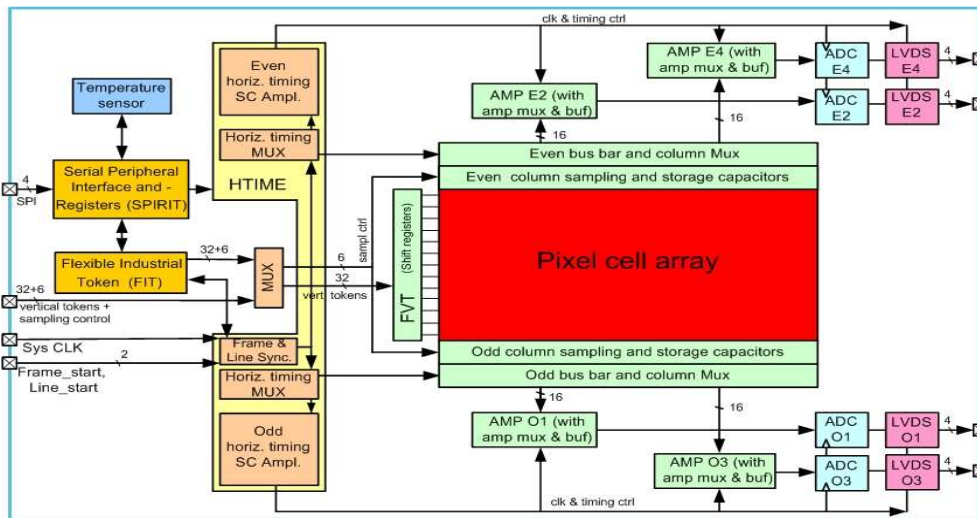 clk & timing ctrl
Even
horiz. timing
SC Ampl.
Horiz. timing
MUX
HTIME
Temperature
sensor
Serial Peripheral
Interface and -
Registers (SPIRIT)
4
SPI
Flexible Industrial
Token (FIT)
32+6
MUX
32+6
vertical tokens +
sampling control
Sys CLK
2
Frame_start,
Line_start
Frame &
Line Sync.
Horiz. timing
MUX
Odd
horiz. timing
SC Ampl.
6
32
vert. tokens
sampl ctrl
FVT
(Shift registers)
AMP E4 (with
amp mux & buf)
AMP E2 (with
amp mux & buf)
16
16
ADC
E4
ADC
E2
LVDS
E4
LVDS
E2
4
4
Even bus bar and column Mux
Even column sampling and storage capacitors
Pixel cell array
Odd column sampling and storage capacitors
Odd bus bar and column Mux
16
16
AMP O1 (with
amp mux & buf)
AMP O3 (with
amp mux & buf)
ADC
O1
ADC
O3
LVDS
O1
LVDS
O3
4
4
clk & timing ctrl